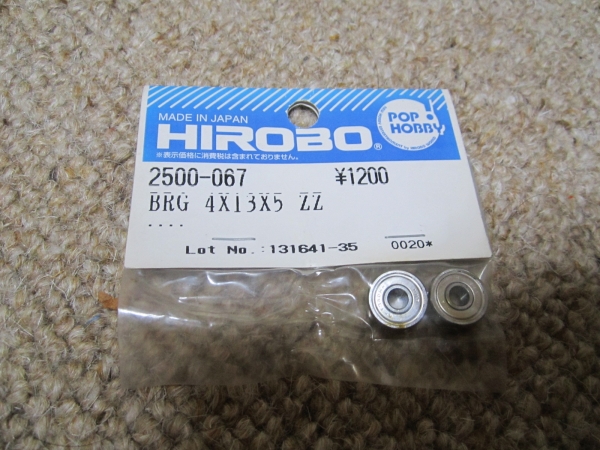 MADE IN JAPAN
HIROBO®
※表示価格に消費税は含まれておりません。
POP
HOBBY!
2500-067 ¥1200
BRG 4X13X5 ZZ
....
Lot No.:131641-35 0020*